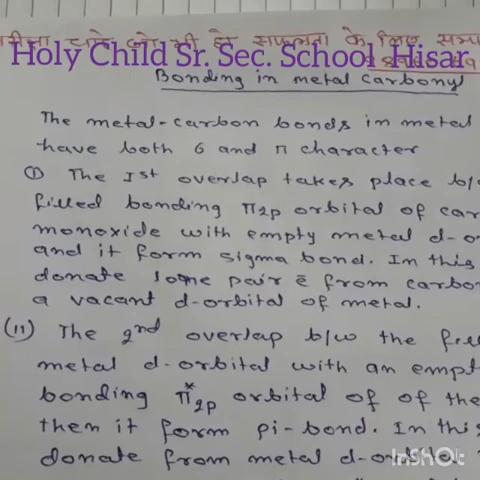 के लिए
Holy Child Sr. Sec. School, Hisar
Bonding in metal Carbonyl
The metal-carbon bonds in metal
have both σ and π character
(i) The Ist overlap takes place b/w
filled bonding π2p orbital of car
monoxide with empty metal d-o
and it form sigma bond. In this
donate lone pair ē from carbo
a vacant d-orbital of metal.
(ii) The 2nd overlap b/w the fille
metal d-orbital with an empt
bonding π*2p orbital of of the
then it form pi-bond. In this
donate from metal d-orbita
InShot